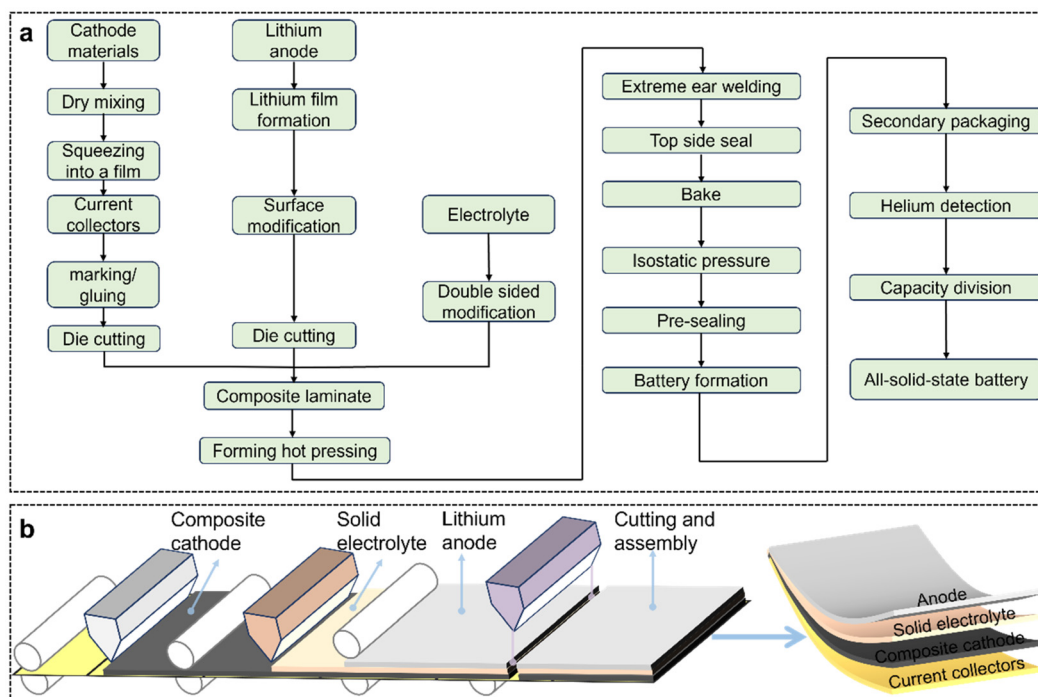 a
Cathode
materials
Dry mixing
Squeezing
into a film
Current
collectors
marking/
gluing
Die cutting
Lithium
anode
Lithium film
formation
Surface
modification
Die cutting
Electrolyte
Double sided
modification
Composite laminate
Forming hot pressing
Extreme ear welding
Top side seal
Bake
Isostatic pressure
Pre-sealing
Battery formation
Secondary packaging
Helium detection
Capacity division
All-solid-state battery
b
Composite
cathode
Solid
electrolyte
Lithium
anode
Cutting and
assembly
Anode
Solid electrolyte
Composite cathode
Current collectors